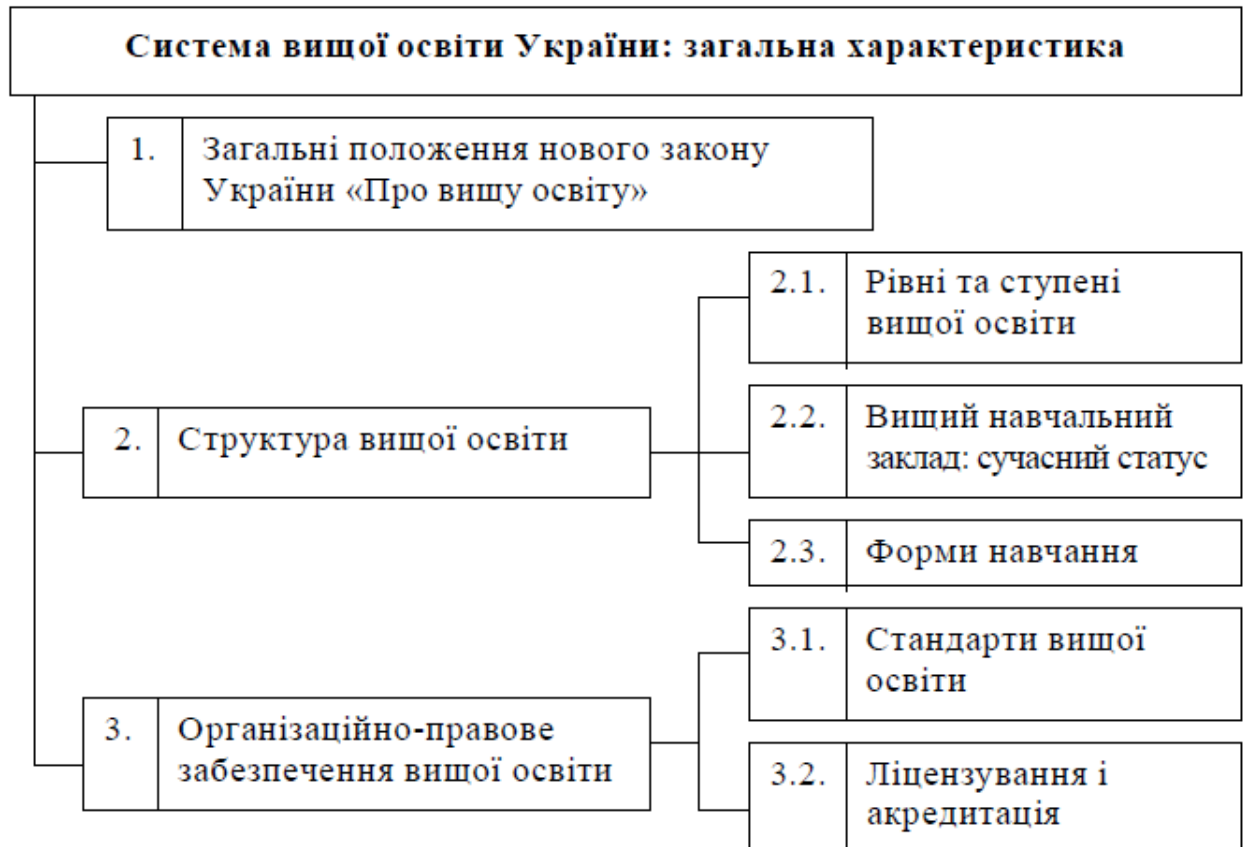 Система вищої освіти України: загальна характеристика
1. Загальні положення нового закону
України «Про вищу освіту»
2.1. Рівні та ступені
вищої освіти
2. Структура вищої освіти
2.2. Вищий навчальний
заклад: сучасний статус
2.3. Форми навчання
3.1. Стандарти вищої
освіти
3. Організаційно-правове
забезпечення вищої освіти
3.2. Ліцензування і
акредитація